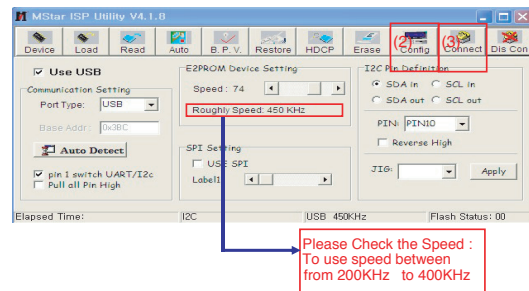 MStar ISP Utility V4.1.8
Device Load Read Auto B. P. V. Restore HDCP Erase Config Connect Dis Con
(2) (3)
Use USB
Communication Setting
Port Type: USB
Base Addr: 0x3BC
Auto Detect
pin 1 switch UART/I2c
Pull all Pin High
E2PROM Device Setting
Speed : 74
Roughly Speed: 450 KHz
SPI Setting
USE SPI
Label1
I2C Pin Definition
SDA in SCL in
SDA out SCL out
PIN: PIN10
Reverse High
JIG: Apply
Elapsed Time: I2C USB 450KHz Flash Status: 00
Please Check the Speed :
To use speed between
from 200KHz to 400KHz